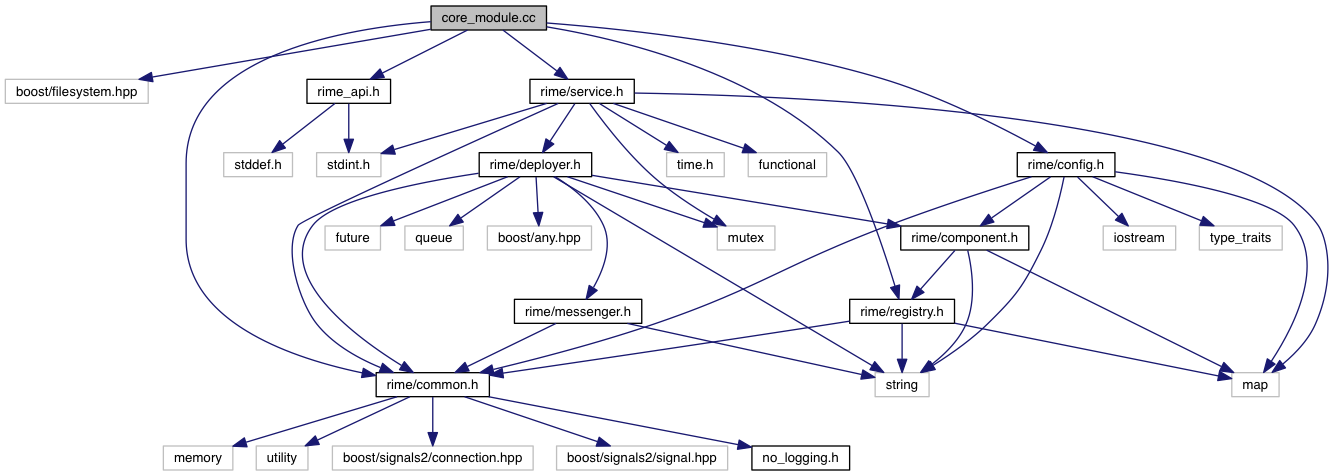 core_module.cc
boost/filesystem.hpp
rime_api.h
rime/service.h
stddef.h
stdint.h
rime/deployer.h
time.h
functional
rime/config.h
future
queue
boost/any.hpp
mutex
rime/component.h
iostream
type_traits
rime/messenger.h
rime/registry.h
rime/common.h
string
map
memory
utility
boost/signals2/connection.hpp
boost/signals2/signal.hpp
no_logging.h